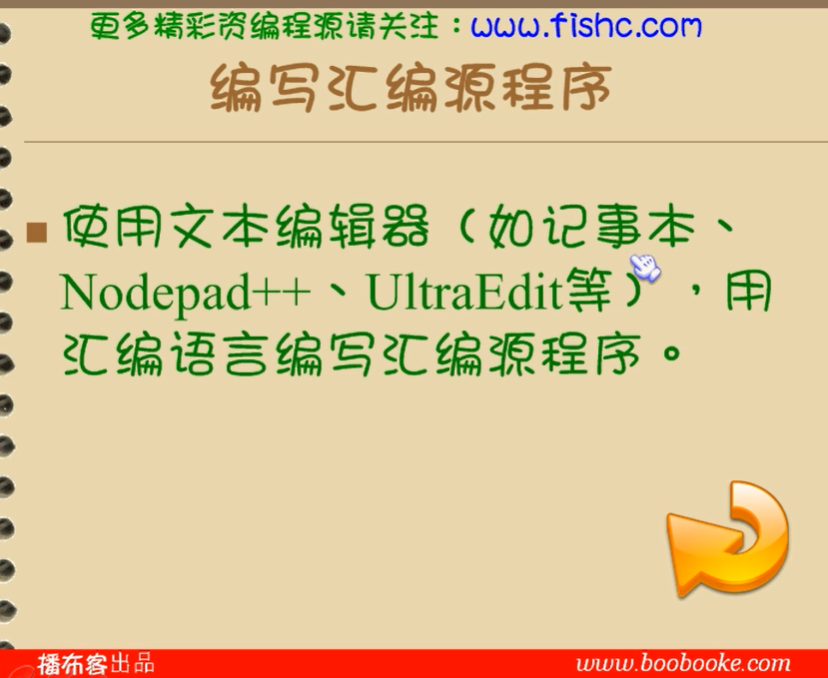 更多精彩资编程源请关注：www.fishc.com
编写汇编源程序
使用文本编辑器（如记事本、
Nodepad++、UltraEdit等），用
汇编语言编写汇编源程序。
播布客出品
www.boobooke.com